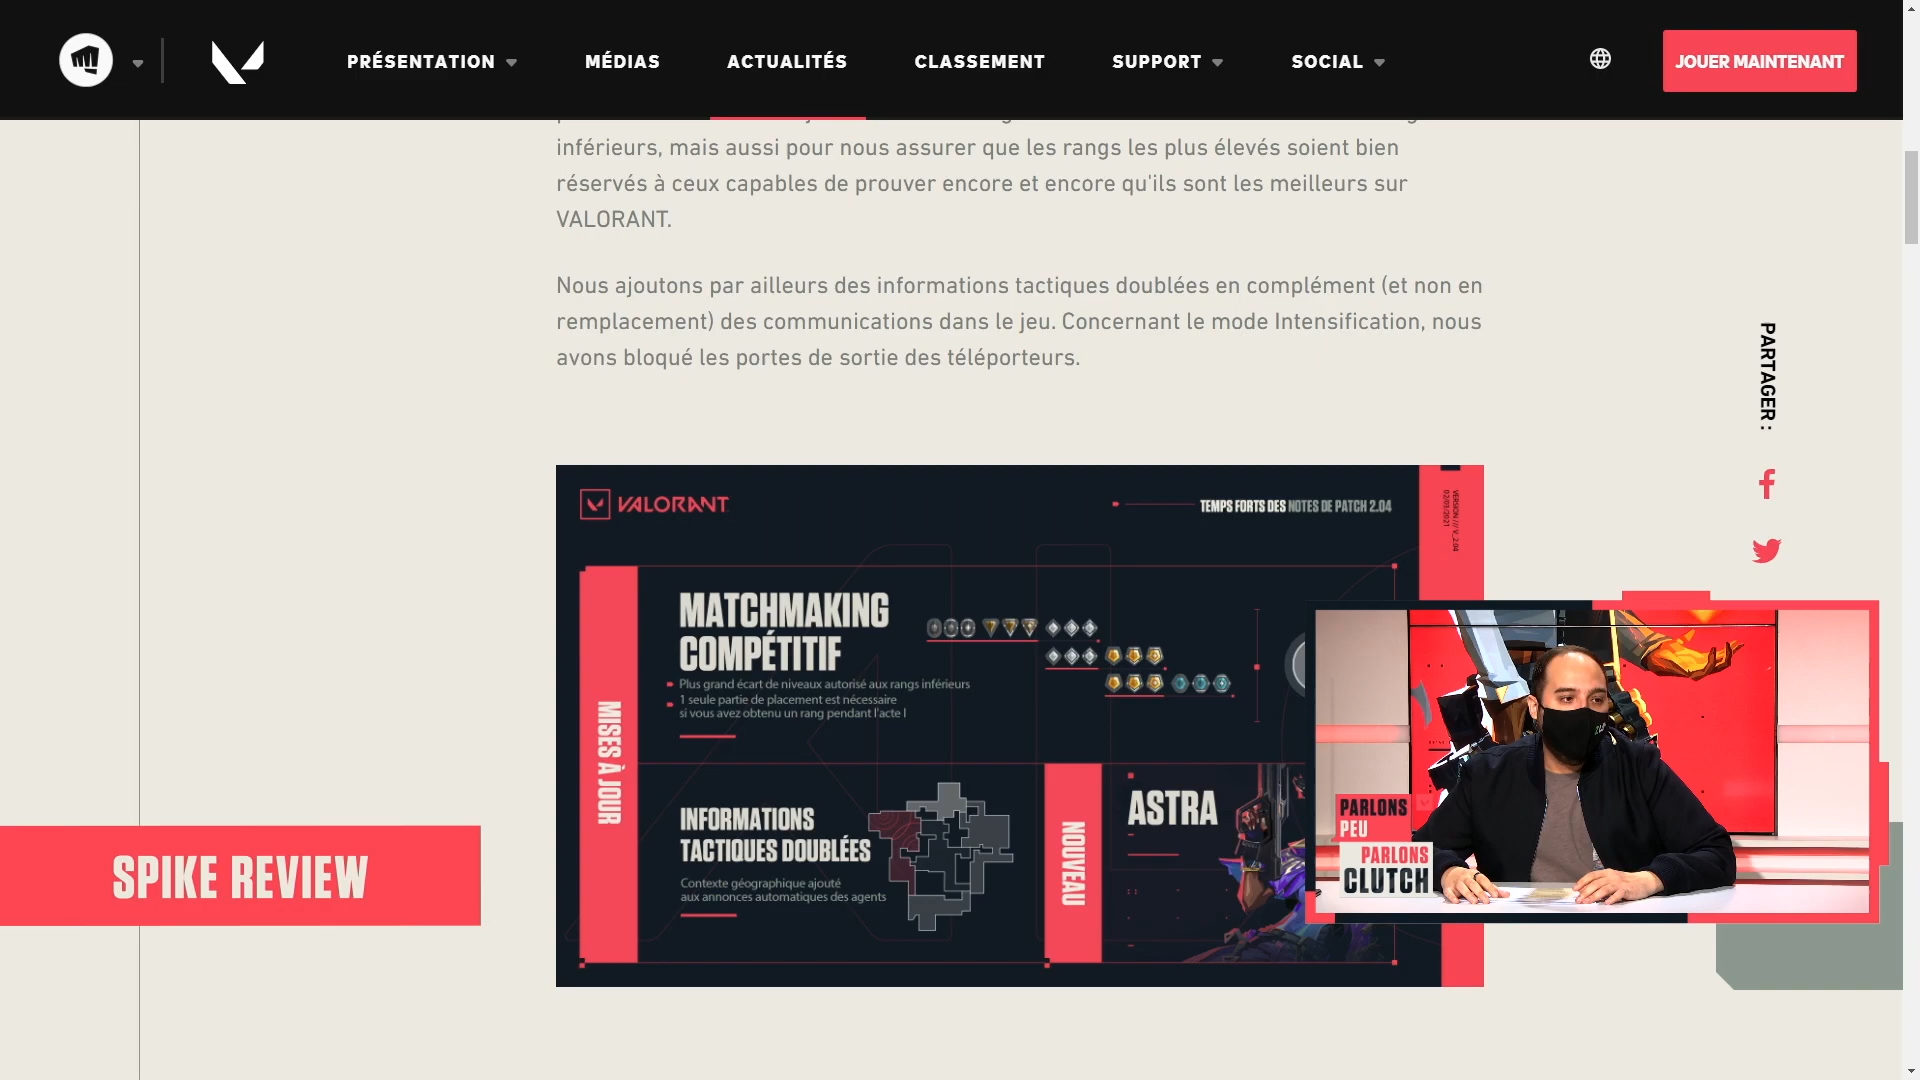 PRÉSENTATION
MÉDIAS
ACTUALITÉS
CLASSEMENT
SUPPORT
SOCIAL
JOUER MAINTENANT
inférieurs, mais aussi pour nous assurer que les rangs les plus élevés soient bien
réservés à ceux capables de prouver encore et encore qu'ils sont les meilleurs sur
VALORANT.
Nous ajoutons par ailleurs des informations tactiques doublées en complément (et non en
remplacement) des communications dans le jeu. Concernant le mode Intensification, nous
avons bloqué les portes de sortie des téléporteurs.
PARTAGER :
VALORANT
TEMPS FORTS DES NOTES DE PATCH 2.04
VERSION /// V_2.04
02/03/2021
MISES À JOUR
MATCHMAKING
COMPÉTITIF
Plus grand écart de niveaux autorisé aux rangs inférieurs
1 seule partie de placement est nécessaire
si vous avez obtenu un rang pendant l'acte I
INFORMATIONS
TACTIQUES DOUBLÉES
Contexte géographique ajouté
aux annonces automatiques des agents
NOUVEAU
ASTRA
PARLONS
PEU
PARLONS
CLUTCH
SPIKE REVIEW